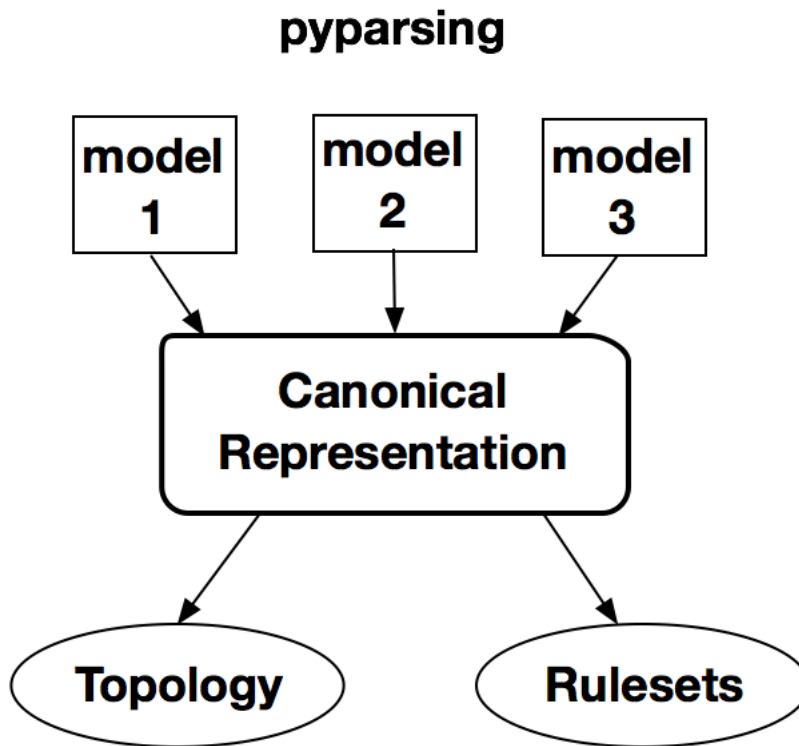 pyparsing
model
1
model
2
model
3
Canonical
Representation
Topology
Rulesets